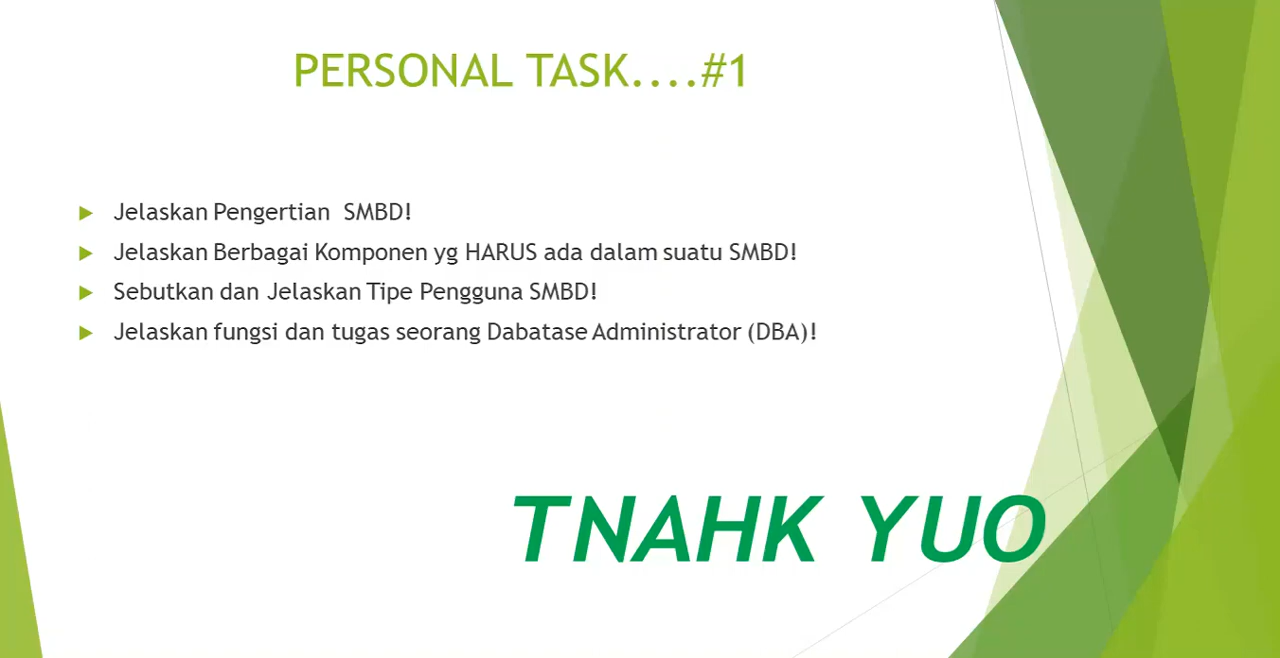 PERSONAL TASK....#1
Jelaskan Pengertian SMBD!
Jelaskan Berbagai Komponen yg HARUS ada dalam suatu SMBD!
Sebutkan dan Jelaskan Tipe Pengguna SMBD!
Jelaskan fungsi dan tugas seorang Dabatase Administrator (DBA)!
TNAHK YUO